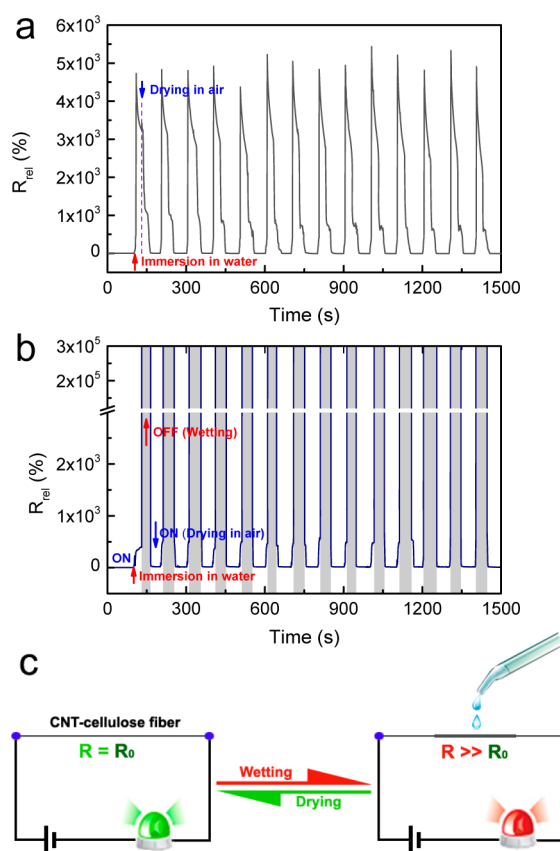 a
6x10³
5x10³
4x10³
3x10³
2x10³
1x10³
0
R_rel (%)
Drying in air
Immersion in water
0 300 600 900 1200 1500
Time (s)
b
3x10⁵
2x10⁵
2x10³
1x10³
0
R_rel (%)
OFF (Wetting)
ON (Drying in air)
ON
Immersion in water
0 300 600 900 1200 1500
Time (s)
c
CNT-cellulose fiber
R = R₀
Wetting
Drying
R >> R₀